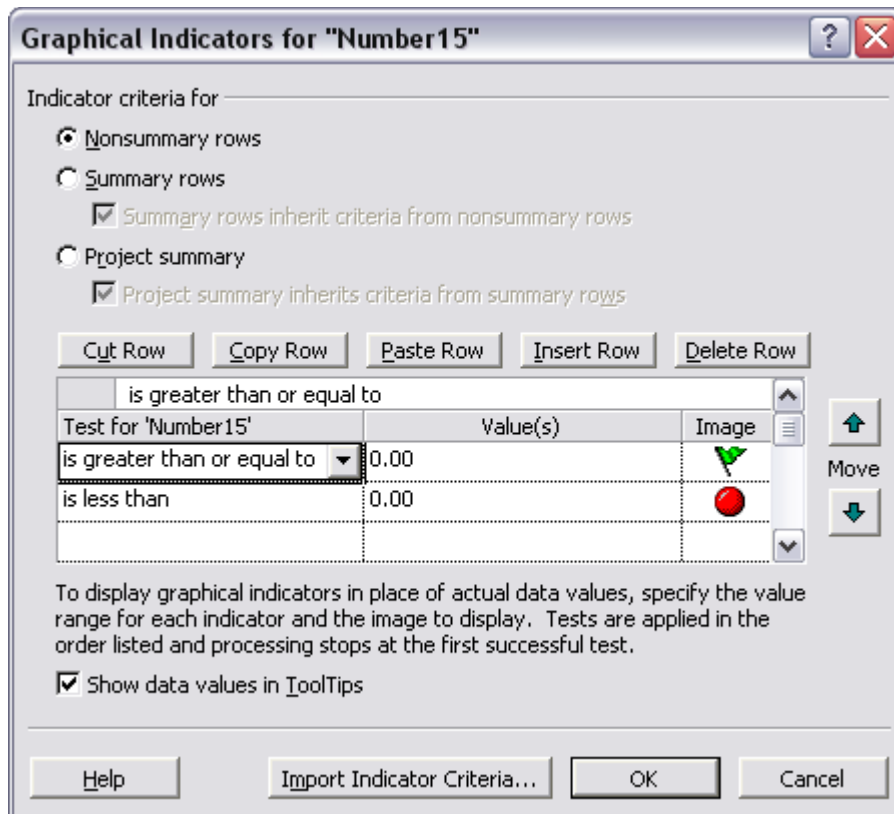 Graphical Indicators for "Number15"
Indicator criteria for
Nonsummary rows
Summary rows
Summary rows inherit criteria from nonsummary rows
Project summary
Project summary inherits criteria from summary rows
Cut Row Copy Row Paste Row Insert Row Delete Row
is greater than or equal to
Test for 'Number15' Value(s) Image
is greater than or equal to 0.00
Move
is less than 0.00
To display graphical indicators in place of actual data values, specify the value
range for each indicator and the image to display. Tests are applied in the
order listed and processing stops at the first successful test.
Show data values in ToolTips
Help Import Indicator Criteria... OK Cancel